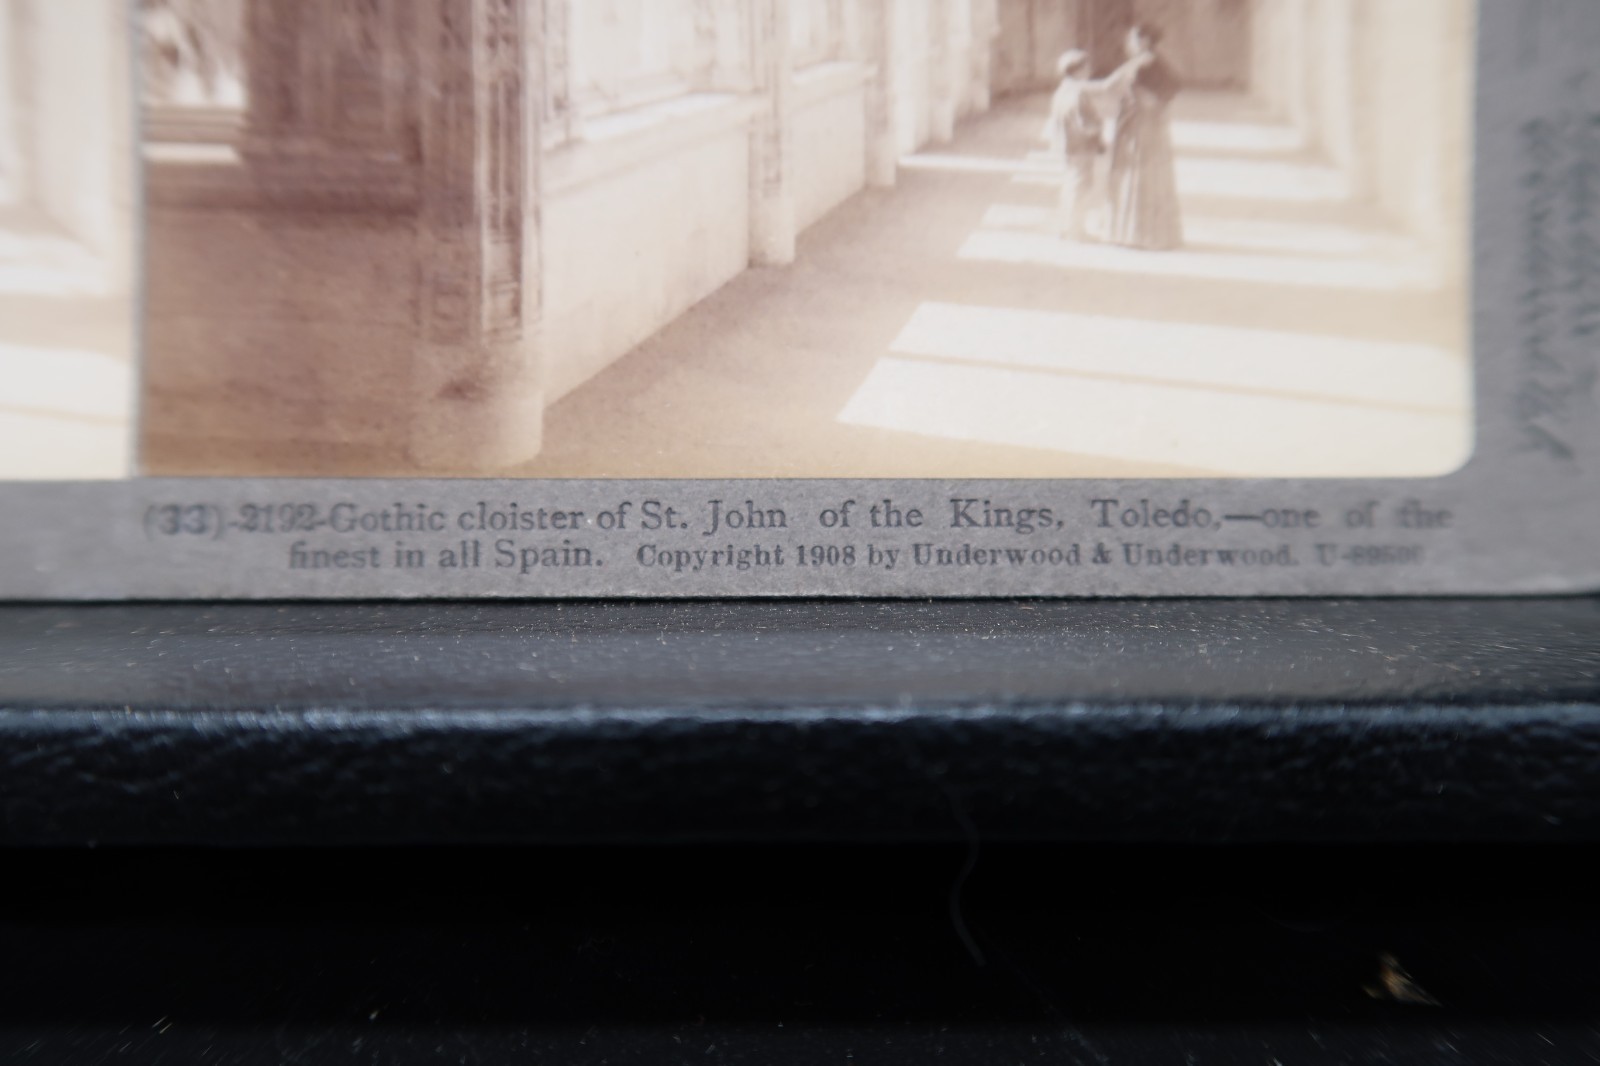 (33)-2192-Gothic cloister of St. John of the Kings, Toledo,—one of the
finest in all Spain. Copyright 1908 by Underwood & Underwood.